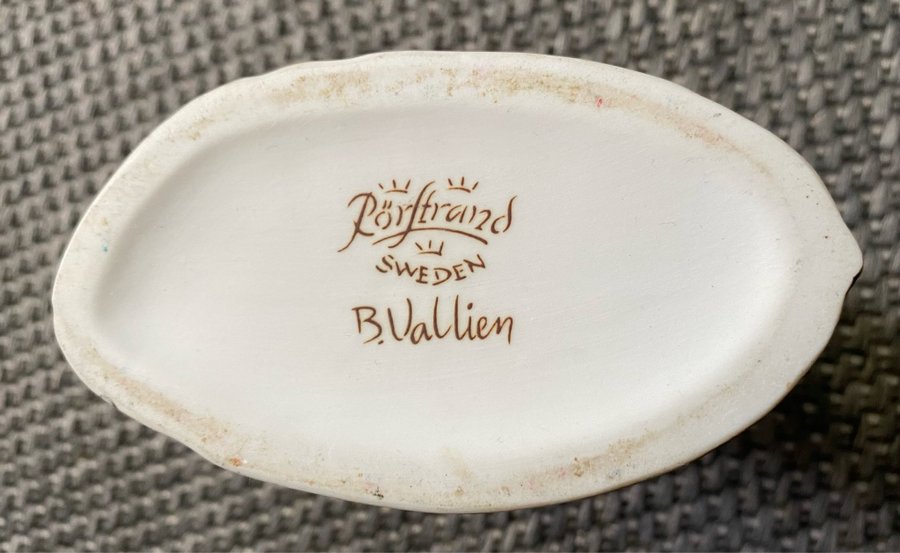 Rörstrand
SWEDEN
B.Vallien